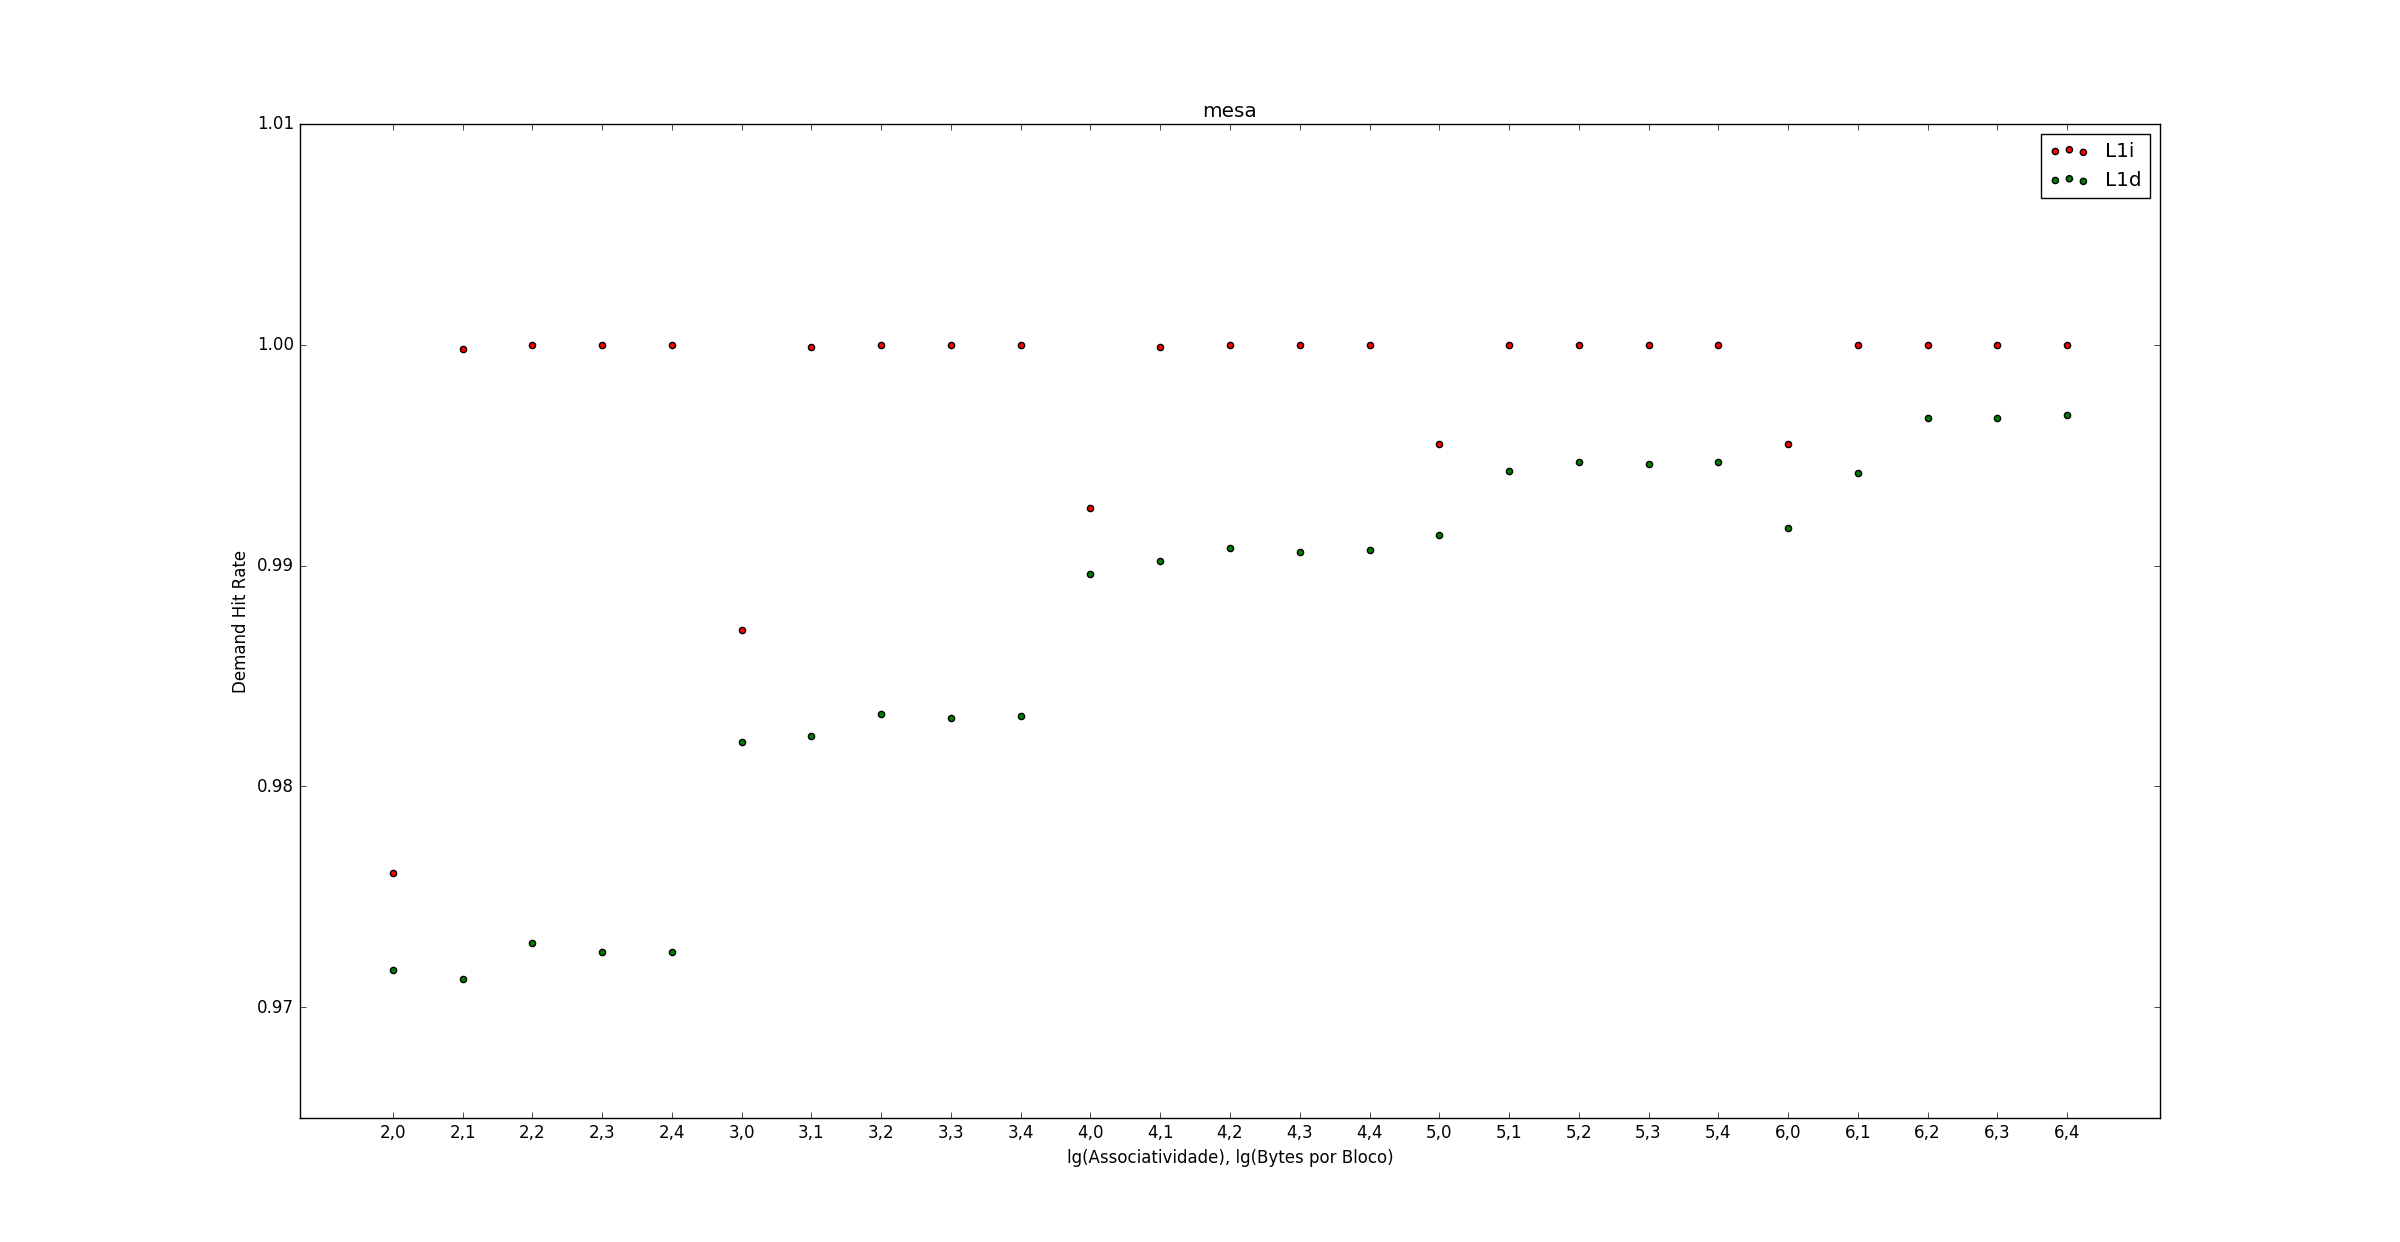 mesa
1.01
L1i
L1d
1.00
0.99
0.98
0.97
Demand Hit Rate
2,0 2,1 2,2 2,3 2,4 3,0 3,1 3,2 3,3 3,4 4,0 4,1 4,2 4,3 4,4 5,0 5,1 5,2 5,3 5,4 6,0 6,1 6,2 6,3 6,4
lg(Associatividade), lg(Bytes por Bloco)